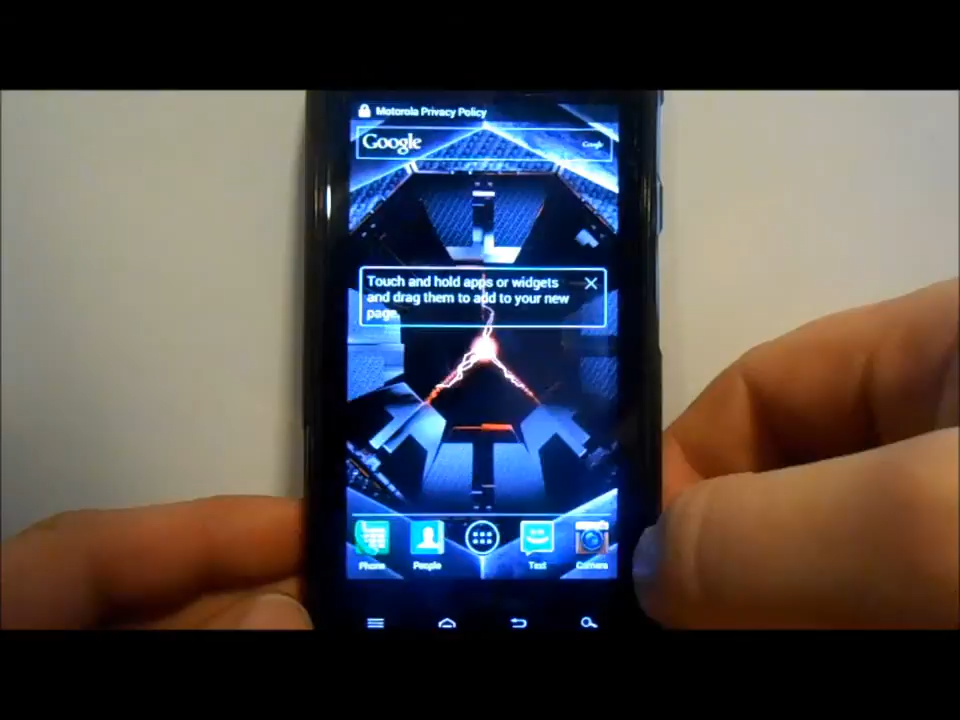 Motorola Privacy Policy
Google
Google
Touch and hold apps or widgets
and drag them to add to your new
page.
Phone
People
Text
Camera